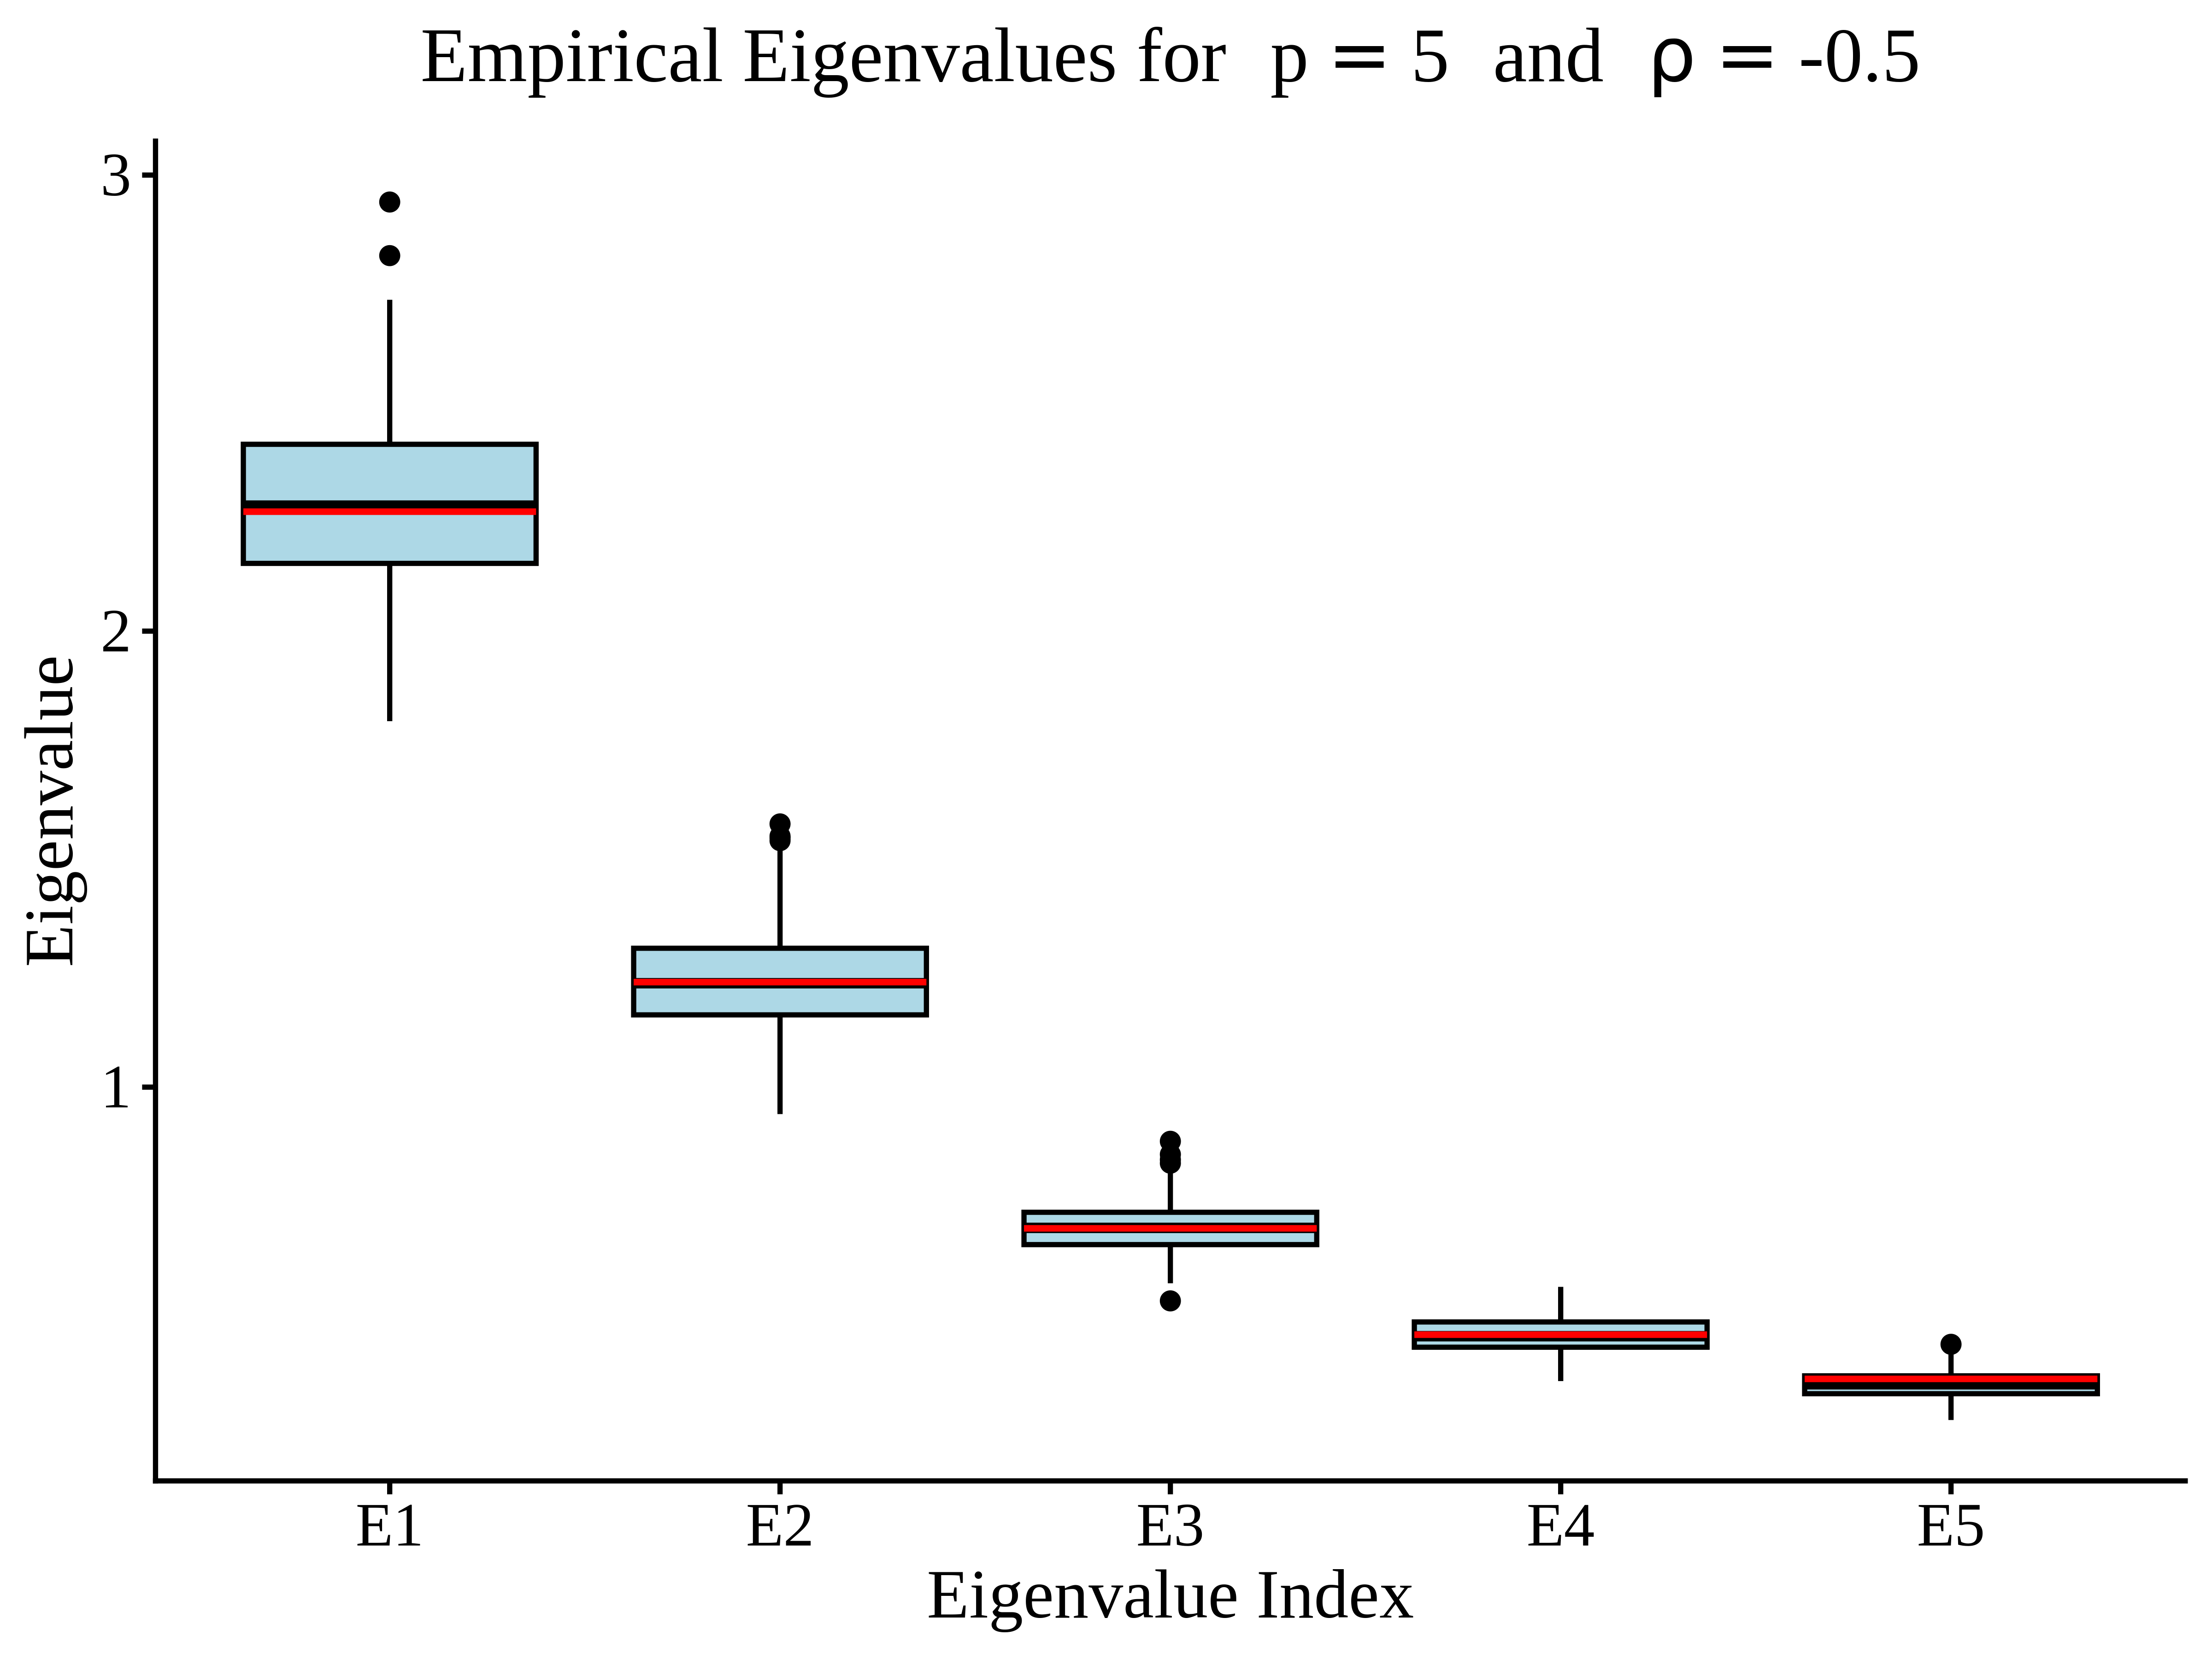 Empirical Eigenvalues for p = 5 and ρ = -0.5
3
2
1
Eigenvalue
E1 E2 E3 E4 E5
Eigenvalue Index